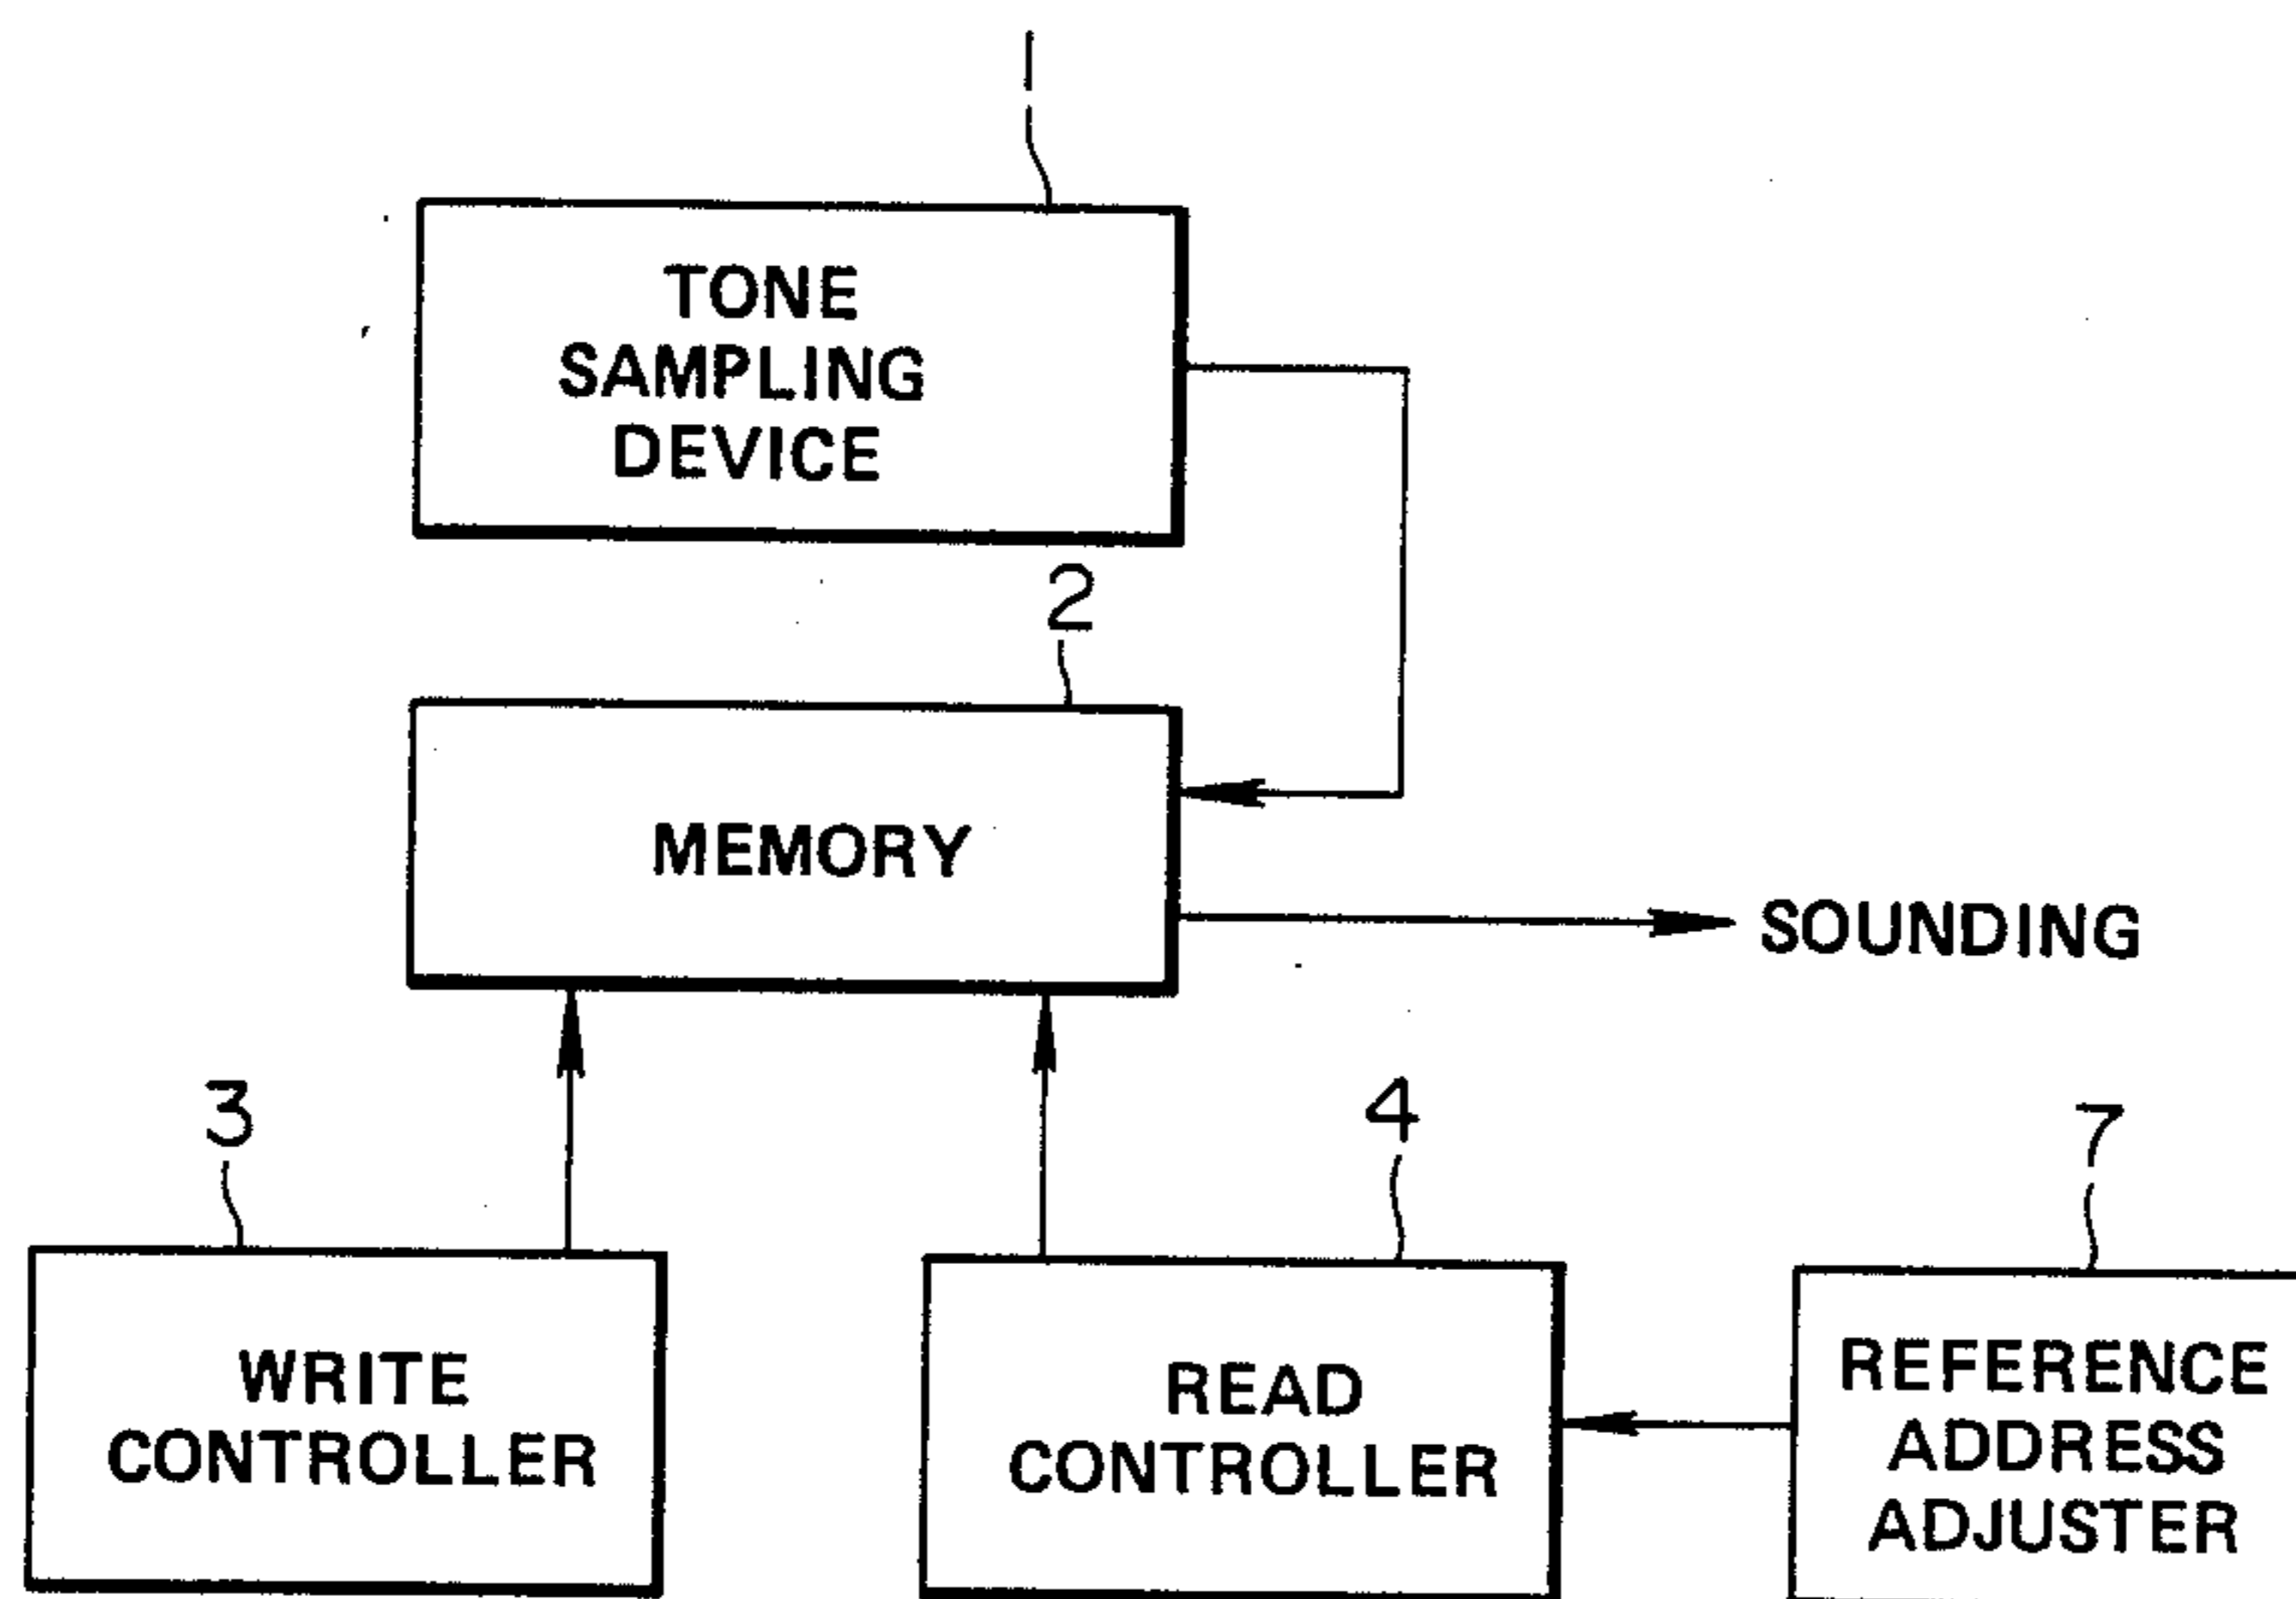 1
TONE
SAMPLING
DEVICE
2
MEMORY
SOUNDING
3
4
7
WRITE
CONTROLLER
READ
CONTROLLER
REFERENCE
ADDRESS
ADJUSTER